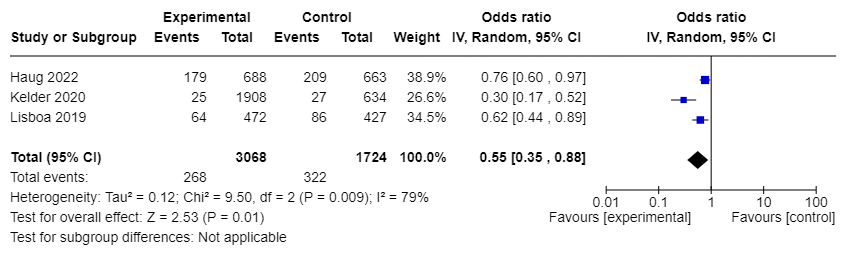 Experimental Control Odds ratio Odds ratio
Study or Subgroup Events Total Events Total Weight IV, Random, 95% CI IV, Random, 95% CI
Haug 2022 179 688 209 663 38.9% 0.76 [0.60 , 0.97]
Kelder 2020 25 1908 27 634 26.6% 0.30 [0.17 , 0.52]
Lisboa 2019 64 472 86 427 34.5% 0.62 [0.44 , 0.89]
Total (95% CI) 3068 1724 100.0% 0.55 [0.35 , 0.88]
Total events: 268 322
Heterogeneity: Tau² = 0.12; Chi² = 9.50, df = 2 (P = 0.009); I² = 79%
Test for overall effect: Z = 2.53 (P = 0.01)
Test for subgroup differences: Not applicable
0.01 0.1 1 10 100
Favours [experimental] Favours [control]